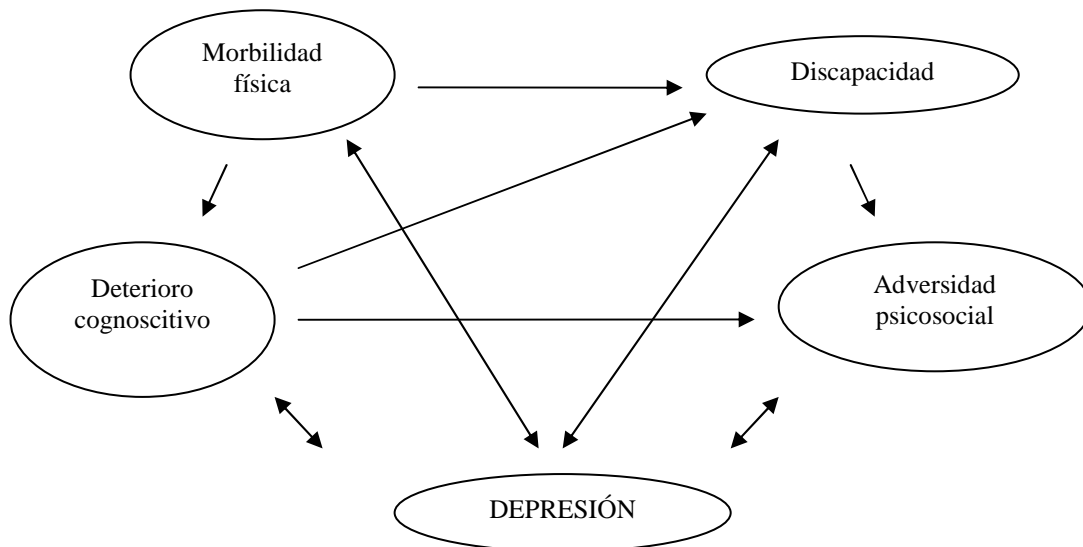 Morbilidad
física
Discapacidad
Deterioro
cognoscitivo
Adversidad
psicosocial
DEPRESIÓN